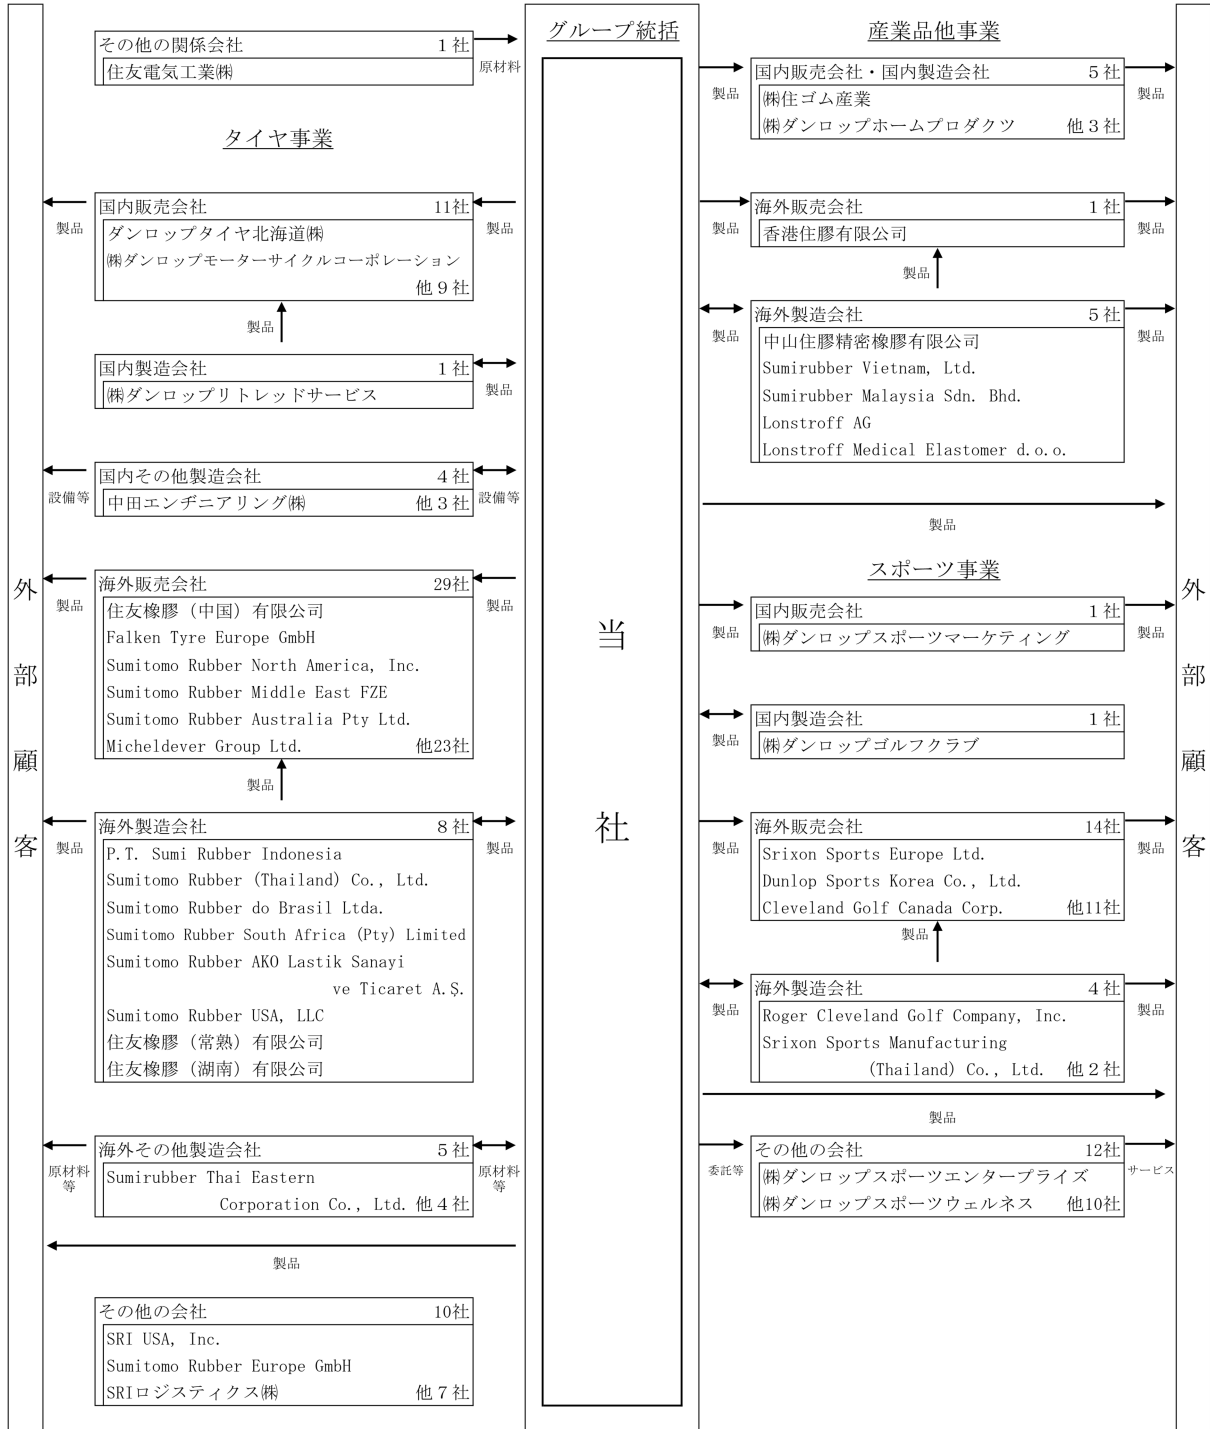 その他の関係会社 1社
住友電気工業㈱
原材料
タイヤ事業
国内販売会社 11社
ダンロップタイヤ北海道㈱
㈱ダンロップモーターサイクルコーポレーション
他9社
製品
製品
製品
国内製造会社 1社
㈱ダンロップリトレッドサービス
製品
国内その他製造会社 4社
中田エンヂニアリング㈱ 他3社
設備等
設備等
海外販売会社 29社
住友橡膠（中国）有限公司
Falken Tyre Europe GmbH
Sumitomo Rubber North America, Inc.
Sumitomo Rubber Middle East FZE
Sumitomo Rubber Australia Pty Ltd.
Micheldever Group Ltd. 他23社
製品
製品
製品
海外製造会社 8社
P.T. Sumi Rubber Indonesia
Sumitomo Rubber (Thailand) Co., Ltd.
Sumitomo Rubber do Brasil Ltda.
Sumitomo Rubber South Africa (Pty) Limited
Sumitomo Rubber AKO Lastik Sanayi
ve Ticaret A.Ş.
Sumitomo Rubber USA, LLC
住友橡膠（常熟）有限公司
住友橡膠（湖南）有限公司
製品
製品
海外その他製造会社 5社
Sumirubber Thai Eastern
Corporation Co., Ltd. 他4社
原材料
等
原材料
等
製品
その他の会社 10社
SRI USA, Inc.
Sumitomo Rubber Europe GmbH
SRIロジスティクス㈱ 他7社
外部顧客
グループ統括
当社
産業品他事業
国内販売会社・国内製造会社 5社
㈱住ゴム産業
㈱ダンロップホームプロダクツ 他3社
製品
製品
海外販売会社 1社
香港住膠有限公司
製品
製品
製品
海外製造会社 5社
中山住膠精密橡膠有限公司
Sumirubber Vietnam, Ltd.
Sumirubber Malaysia Sdn. Bhd.
Lonstroff AG
Lonstroff Medical Elastomer d.o.o.
製品
製品
製品
スポーツ事業
国内販売会社 1社
㈱ダンロップスポーツマーケティング
製品
製品
国内製造会社 1社
㈱ダンロップゴルフクラブ
製品
海外販売会社 14社
Srixon Sports Europe Ltd.
Dunlop Sports Korea Co., Ltd.
Cleveland Golf Canada Corp. 他11社
製品
製品
製品
海外製造会社 4社
Roger Cleveland Golf Company, Inc.
Srixon Sports Manufacturing
(Thailand) Co., Ltd. 他2社
製品
製品
製品
その他の会社 12社
㈱ダンロップスポーツエンタープライズ
㈱ダンロップスポーツウェルネス 他10社
委託等
サービス
外部顧客